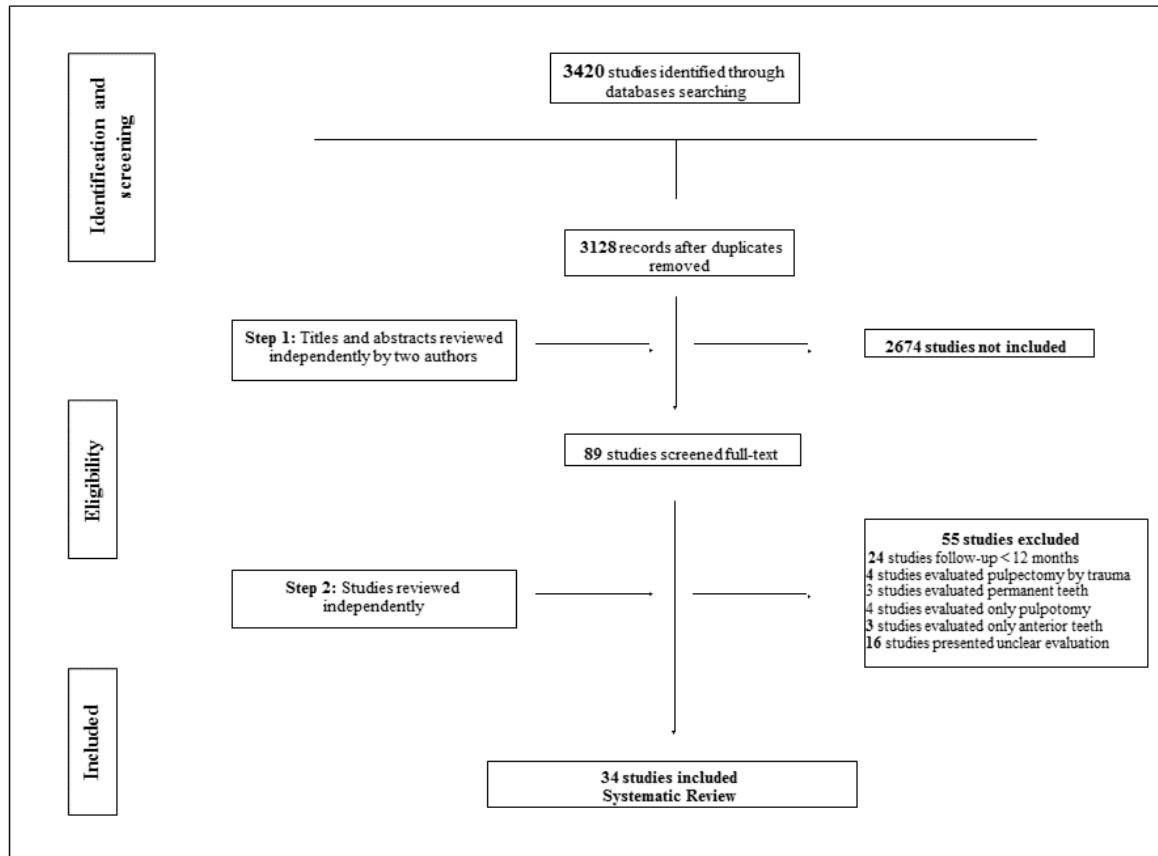 Identification and
screening
3420 studies identified through
databases searching
3128 records after duplicates
removed
Step 1: Titles and abstracts reviewed
independently by two authors
2674 studies not included
Eligibility
89 studies screened full-text
55 studies excluded
24 studies follow-up < 12 months
4 studies evaluated pulpectomy by trauma
3 studies evaluated permanent teeth
4 studies evaluated only pulpotomy
3 studies evaluated only anterior teeth
16 studies presented unclear evaluation
Step 2: Studies reviewed
independently
Included
34 studies included
Systematic Review